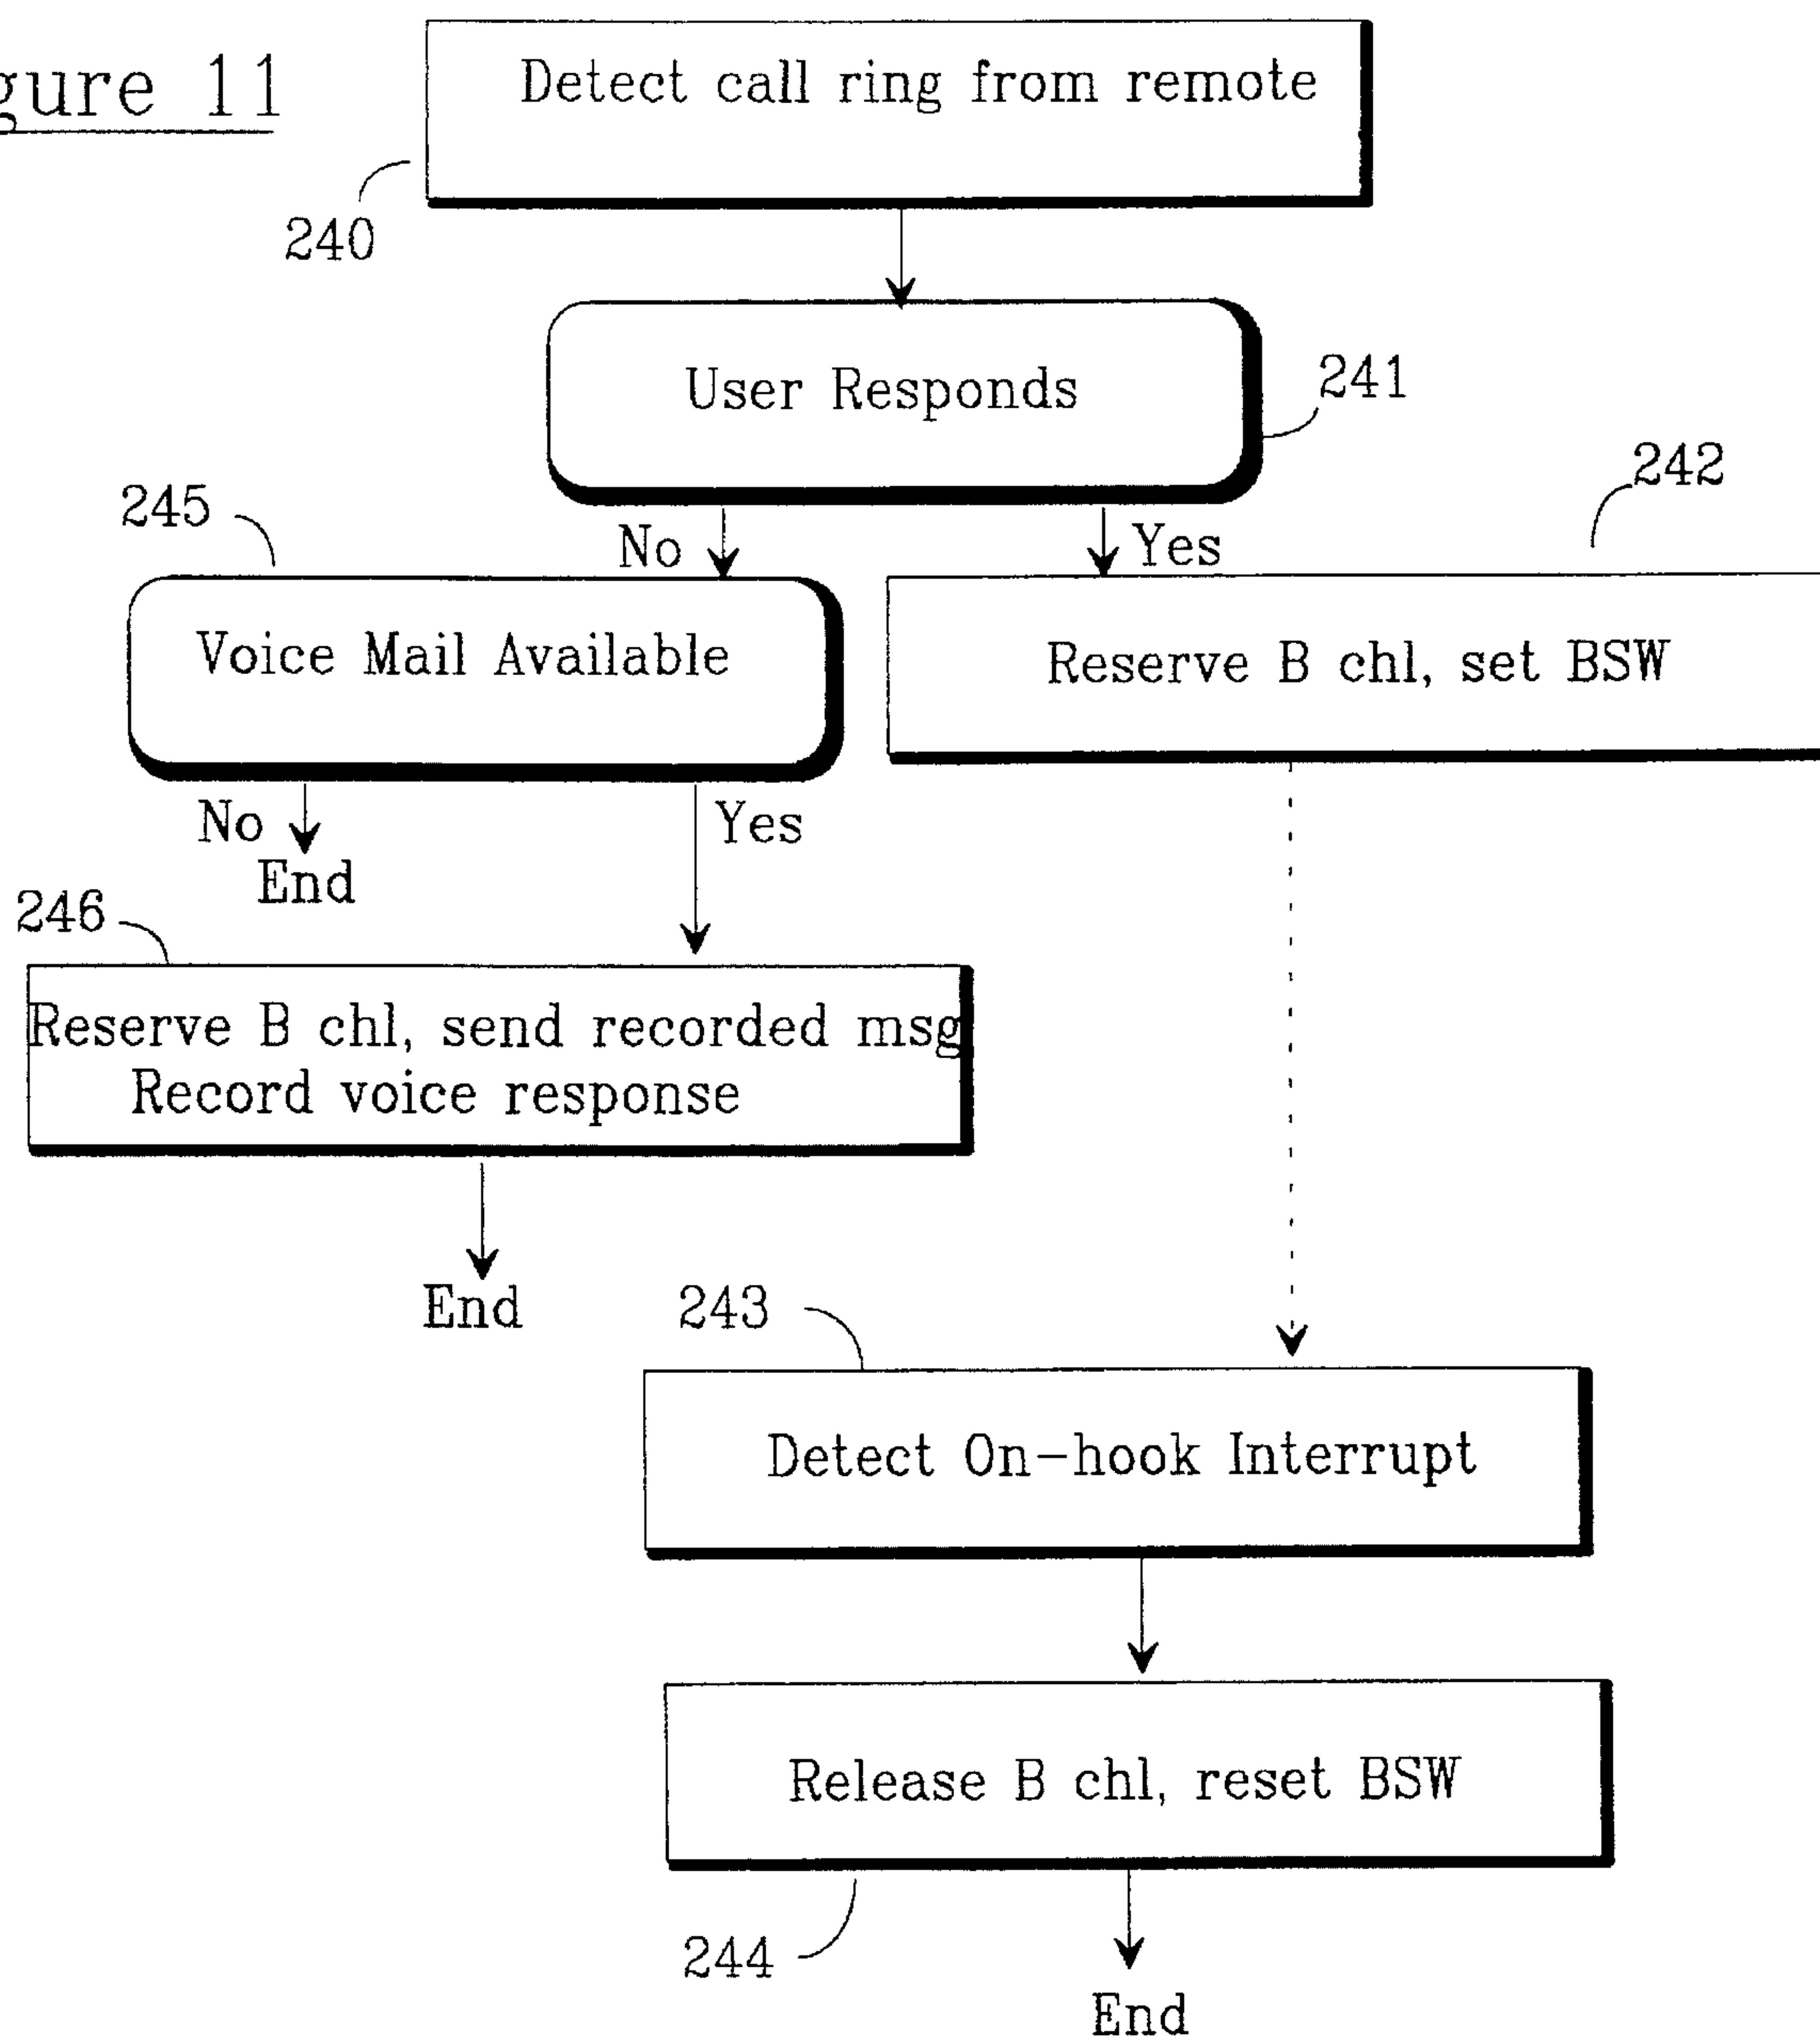 gure 11
Detect call ring from remote
240
User Responds
241
242
245
No
Yes
Voice Mail Available
Reserve B chl, set BSW
No
Yes
End
246
Reserve B chl, send recorded msg
Record voice response
End
243
Detect On-hook Interrupt
Release B chl, reset BSW
244
End